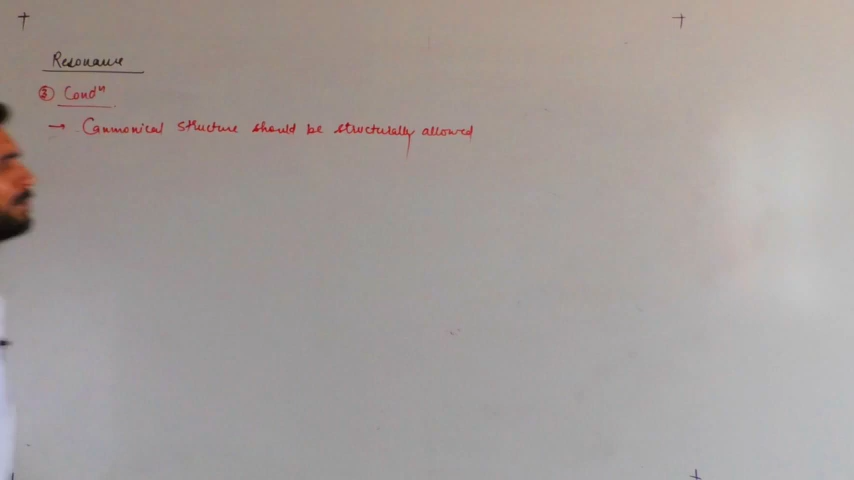 Resonance
③ Condⁿ
→ Cannonical structure should be structurally allowed